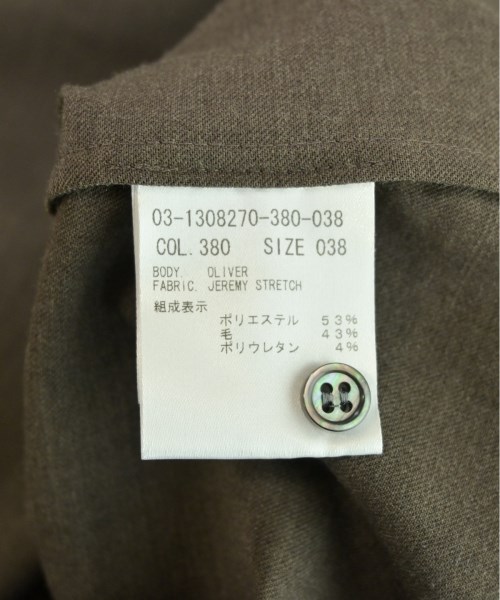 03-1308270-380-038
COL. 380 SIZE 038
BODY. OLIVER
FABRIC. JEREMY STRETCH
組成表示
ポリエステル 53%
毛 43%
ポリウレタン 4%